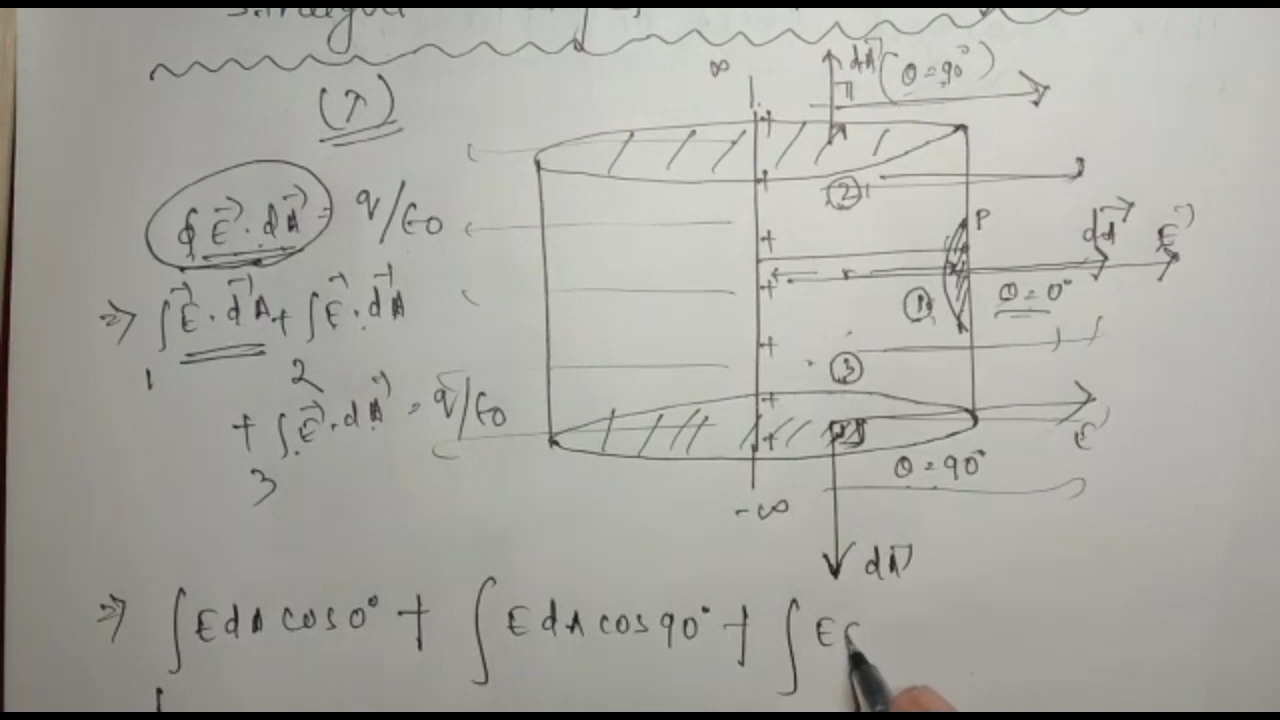 (λ)
∮ E⃗ · dA⃗ = q/ϵ0
⇒ ∫ E⃗ · dA⃗ + ∫ E⃗ · dA⃗
1 2
+ ∫ E⃗ · dA⃗ = q/ϵ0
3
∞
dA⃗ (θ = 90°)
+
+
②
P
+
dA⃗ E⃗
r
+
① θ = 0°
+
③
+
+
E⃗
θ = 90°
-∞
dA⃗
⇒ ∫ E dA cos 0° + ∫ E dA cos 90° + ∫ E
1